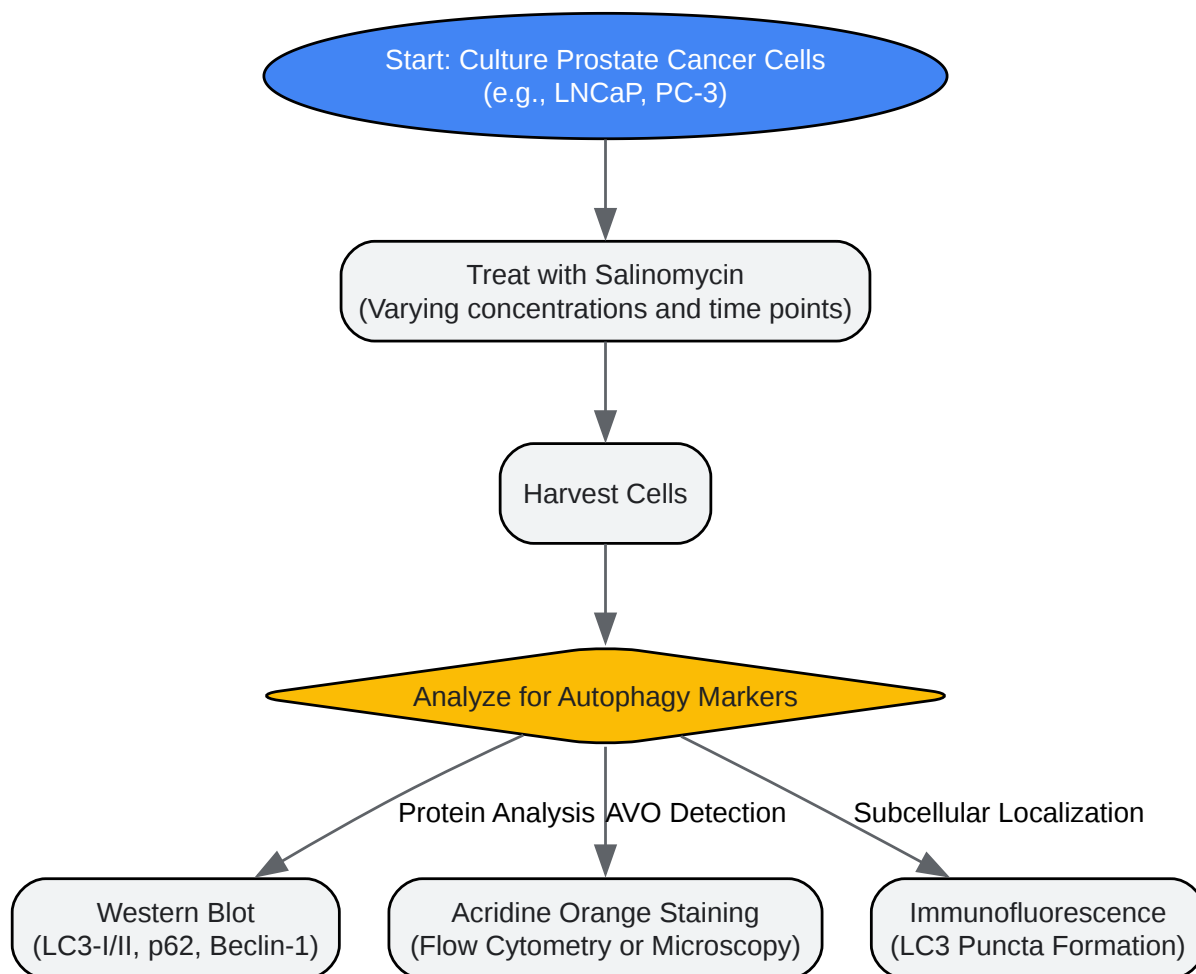 Start: Culture Prostate Cancer Cells
(e.g., LNCaP, PC-3)
Treat with Salinomycin
(Varying concentrations and time points)
Harvest Cells
Analyze for Autophagy Markers
Protein Analysis
AVO Detection
Subcellular Localization
Western Blot
(LC3-I/II, p62, Beclin-1)
Acridine Orange Staining
(Flow Cytometry or Microscopy)
Immunofluorescence
(LC3 Puncta Formation)